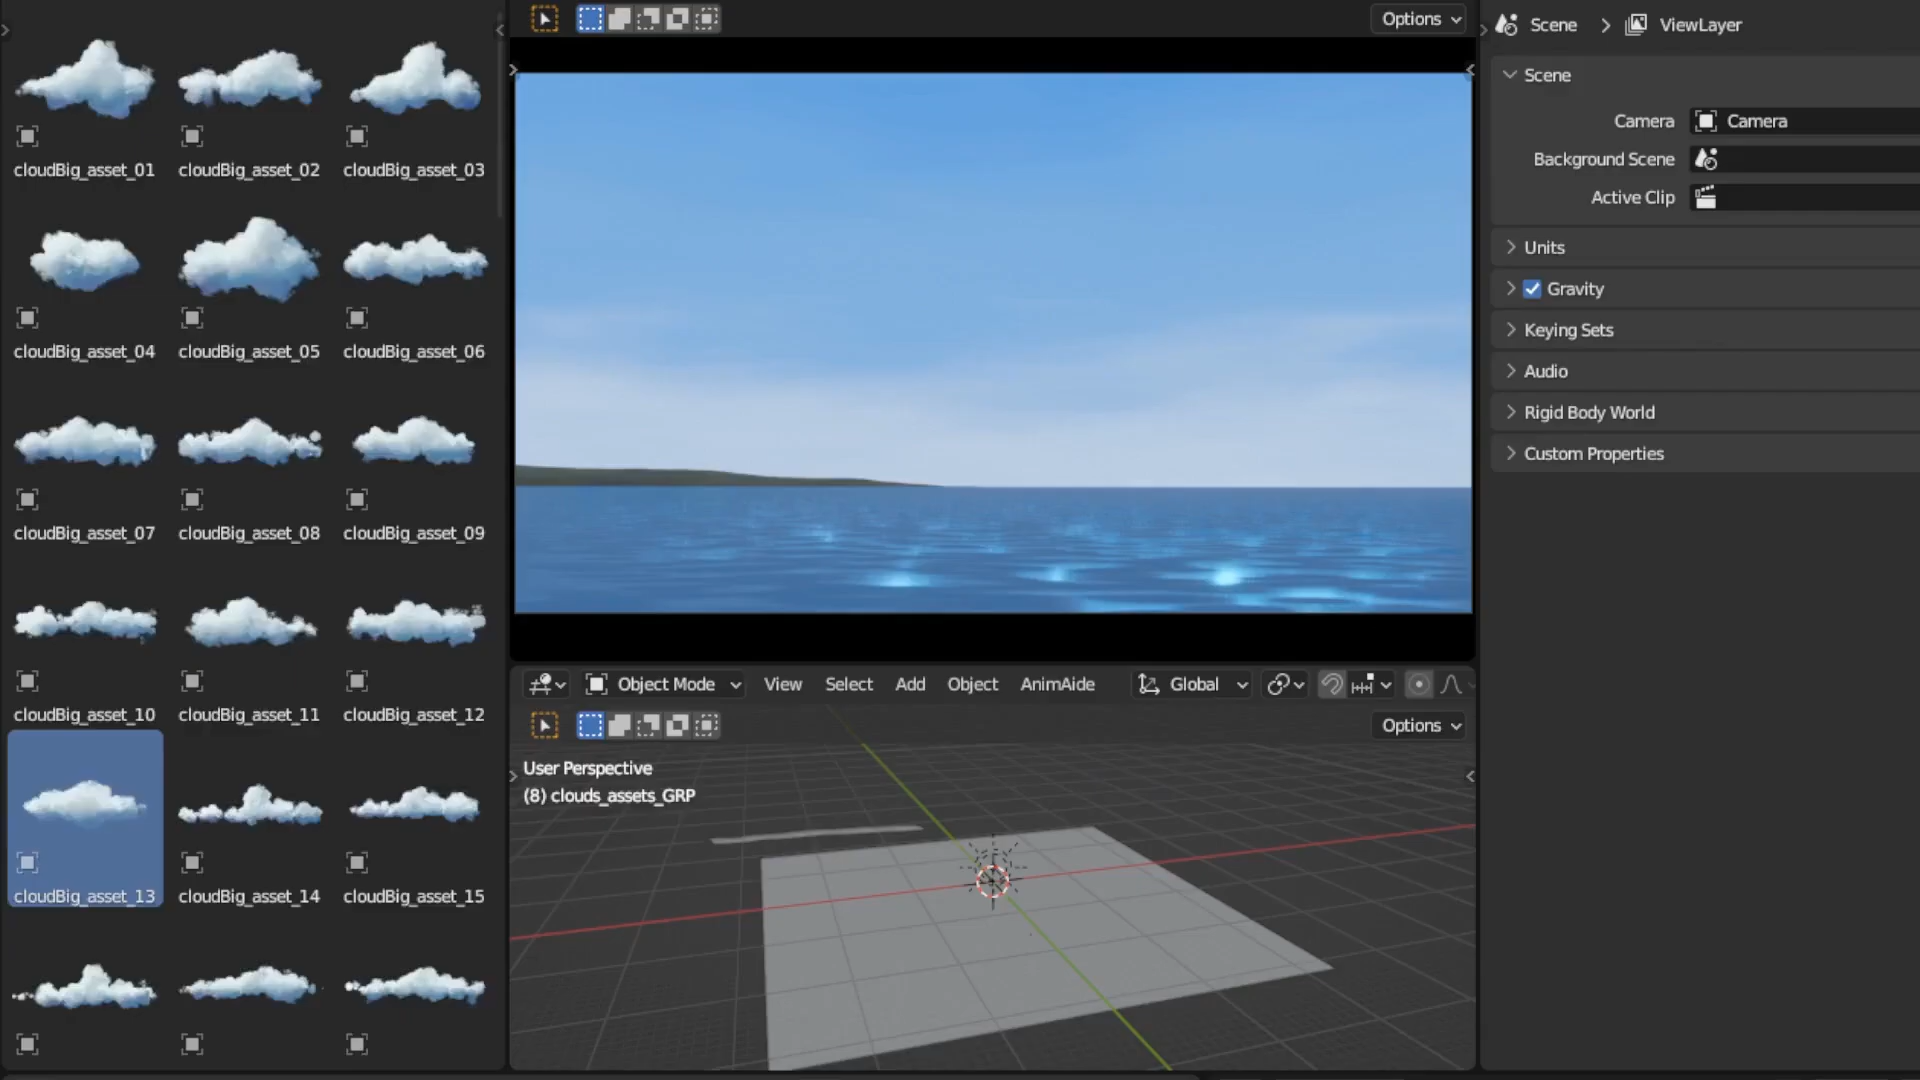 cloudBig_asset_01 cloudBig_asset_02 cloudBig_asset_03
cloudBig_asset_04 cloudBig_asset_05 cloudBig_asset_06
cloudBig_asset_07 cloudBig_asset_08 cloudBig_asset_09
cloudBig_asset_10 cloudBig_asset_11 cloudBig_asset_12
cloudBig_asset_13 cloudBig_asset_14 cloudBig_asset_15
Options
Object Mode View Select Add Object AnimAide Global
Options
User Perspective
(8) clouds_assets_GRP
Scene ViewLayer
Scene
Camera Camera
Background Scene
Active Clip
Units
Gravity
Keying Sets
Audio
Rigid Body World
Custom Properties